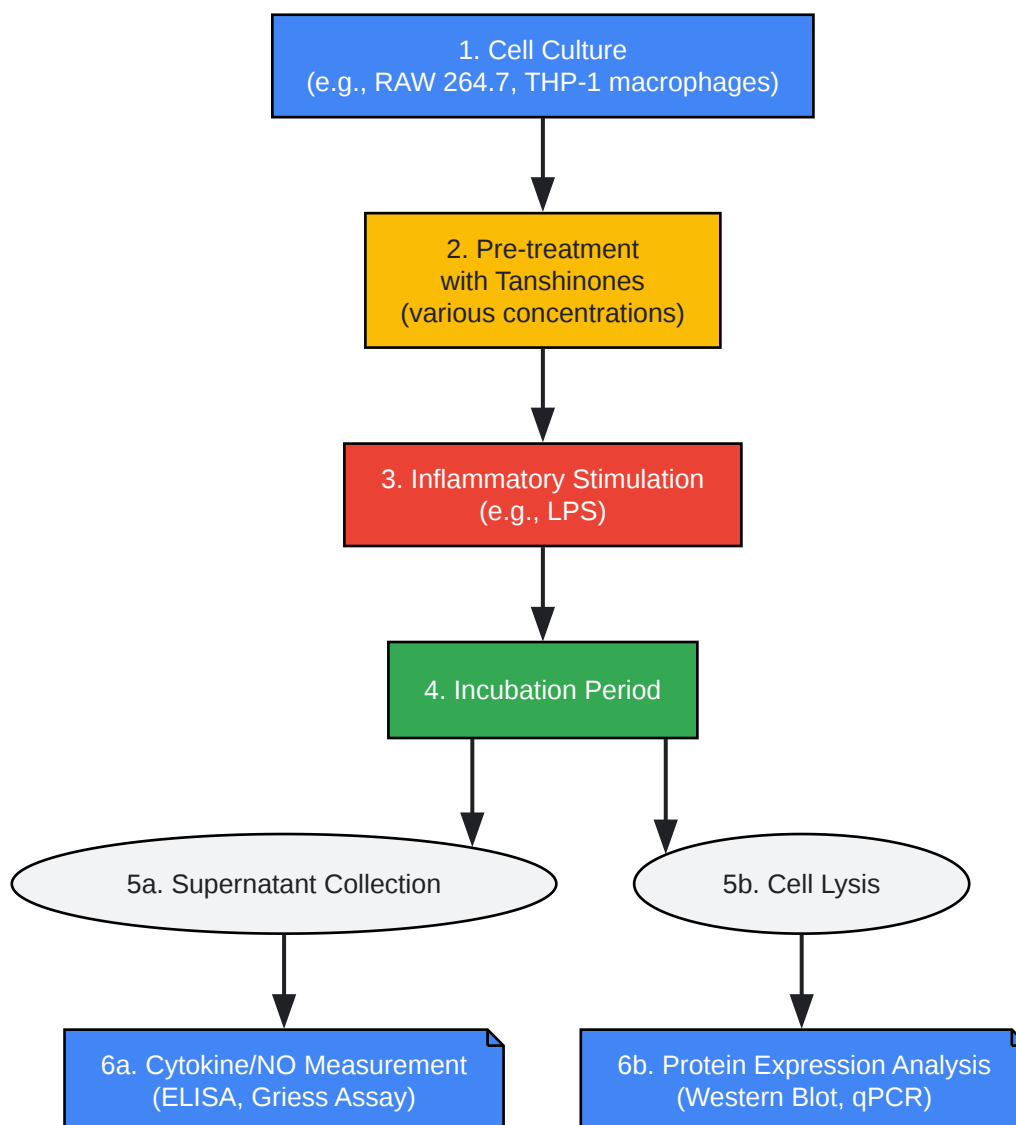 1. Cell Culture
(e.g., RAW 264.7, THP-1 macrophages)
2. Pre-treatment
with Tanshinones
(various concentrations)
3. Inflammatory Stimulation
(e.g., LPS)
4. Incubation Period
5a. Supernatant Collection
5b. Cell Lysis
6a. Cytokine/NO Measurement
(ELISA, Griess Assay)
6b. Protein Expression Analysis
(Western Blot, qPCR)